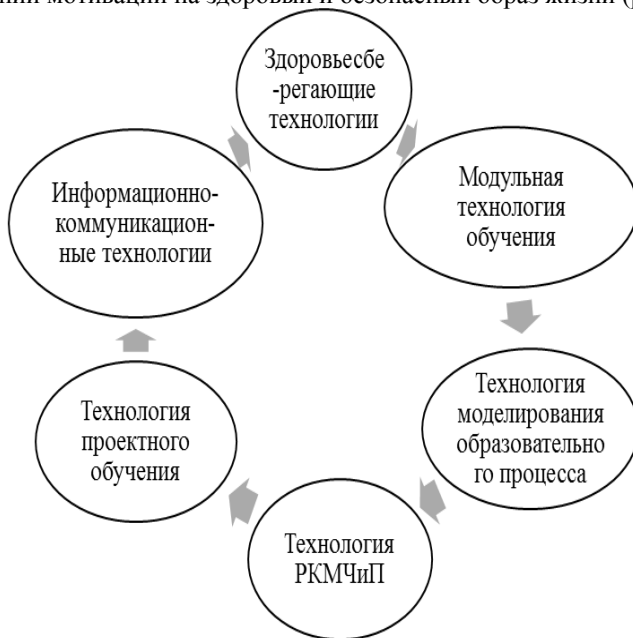 мотивации на здоровый и безопасный образ жизни
Здоровьесбе
-регающие
технологии
Модульная
технология
обучения
Технология
моделирования
образовательно
го процесса
Технология
РКМЧиП
Технология
проектного
обучения
Информационно-
коммуникацион-
ные технологии